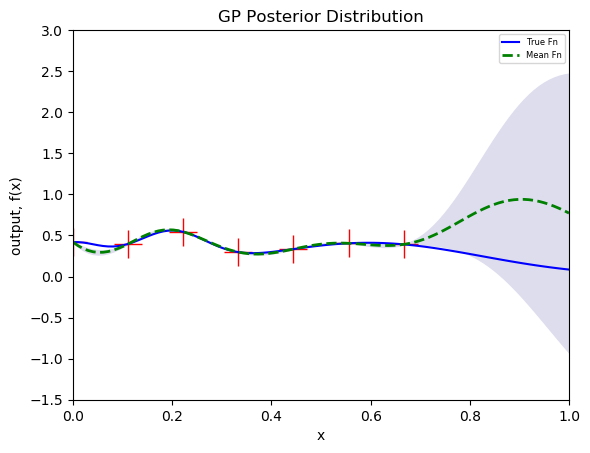 GP Posterior Distribution
True Fn
Mean Fn
output, f(x)
3.0
2.5
2.0
1.5
1.0
0.5
0.0
−0.5
−1.0
−1.5
0.0 0.2 0.4 0.6 0.8 1.0
x